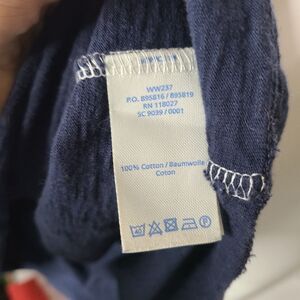 WW237
P.O. 895816 / 895819
RN 118027
SC 9039 / 0001
100% Cotton / Baumwolle
Coton